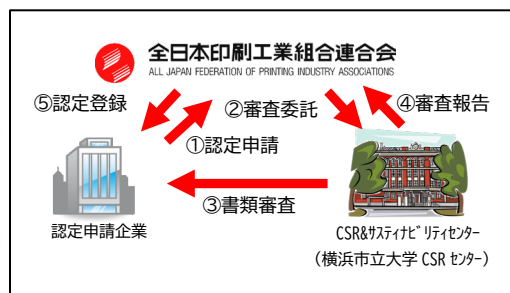 全日本印刷工業組合連合会
ALL JAPAN FEDERATION OF PRINTING INDUSTRY ASSOCIATIONS
⑤認定登録
②審査委託
④審査報告
①認定申請
③書類審査
認定申請企業
CSR&ｻｽﾃｨﾅﾋﾞﾘﾃｨｾﾝﾀｰ
（横浜市立大学 CSR ｾﾝﾀｰ）